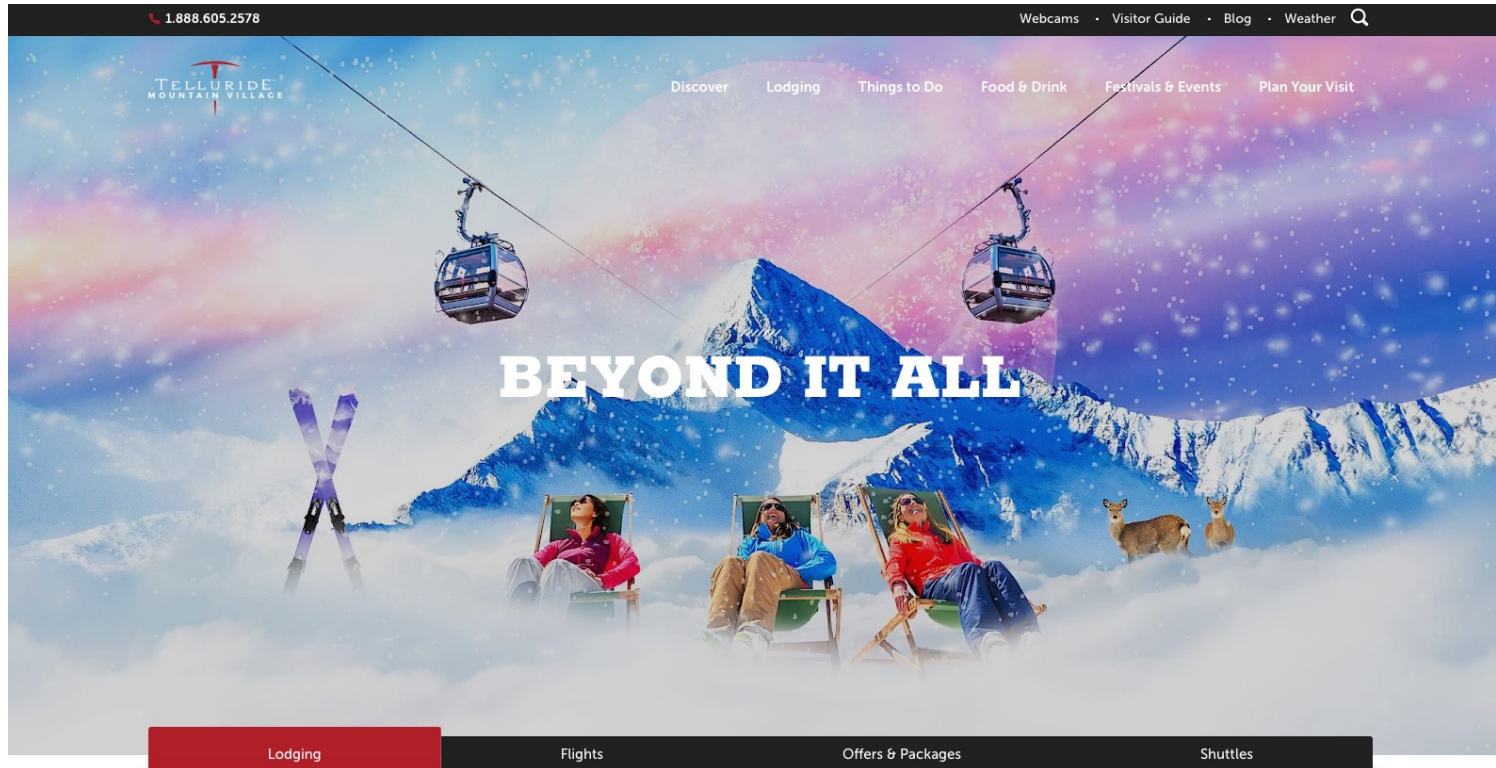 1.888.605.2578
Webcams · Visitor Guide · Blog · Weather
TELLURIDE
MOUNTAIN VILLAGE
Discover Lodging Things to Do Food & Drink Festivals & Events Plan Your Visit
BEYOND IT ALL
Lodging Flights Offers & Packages Shuttles